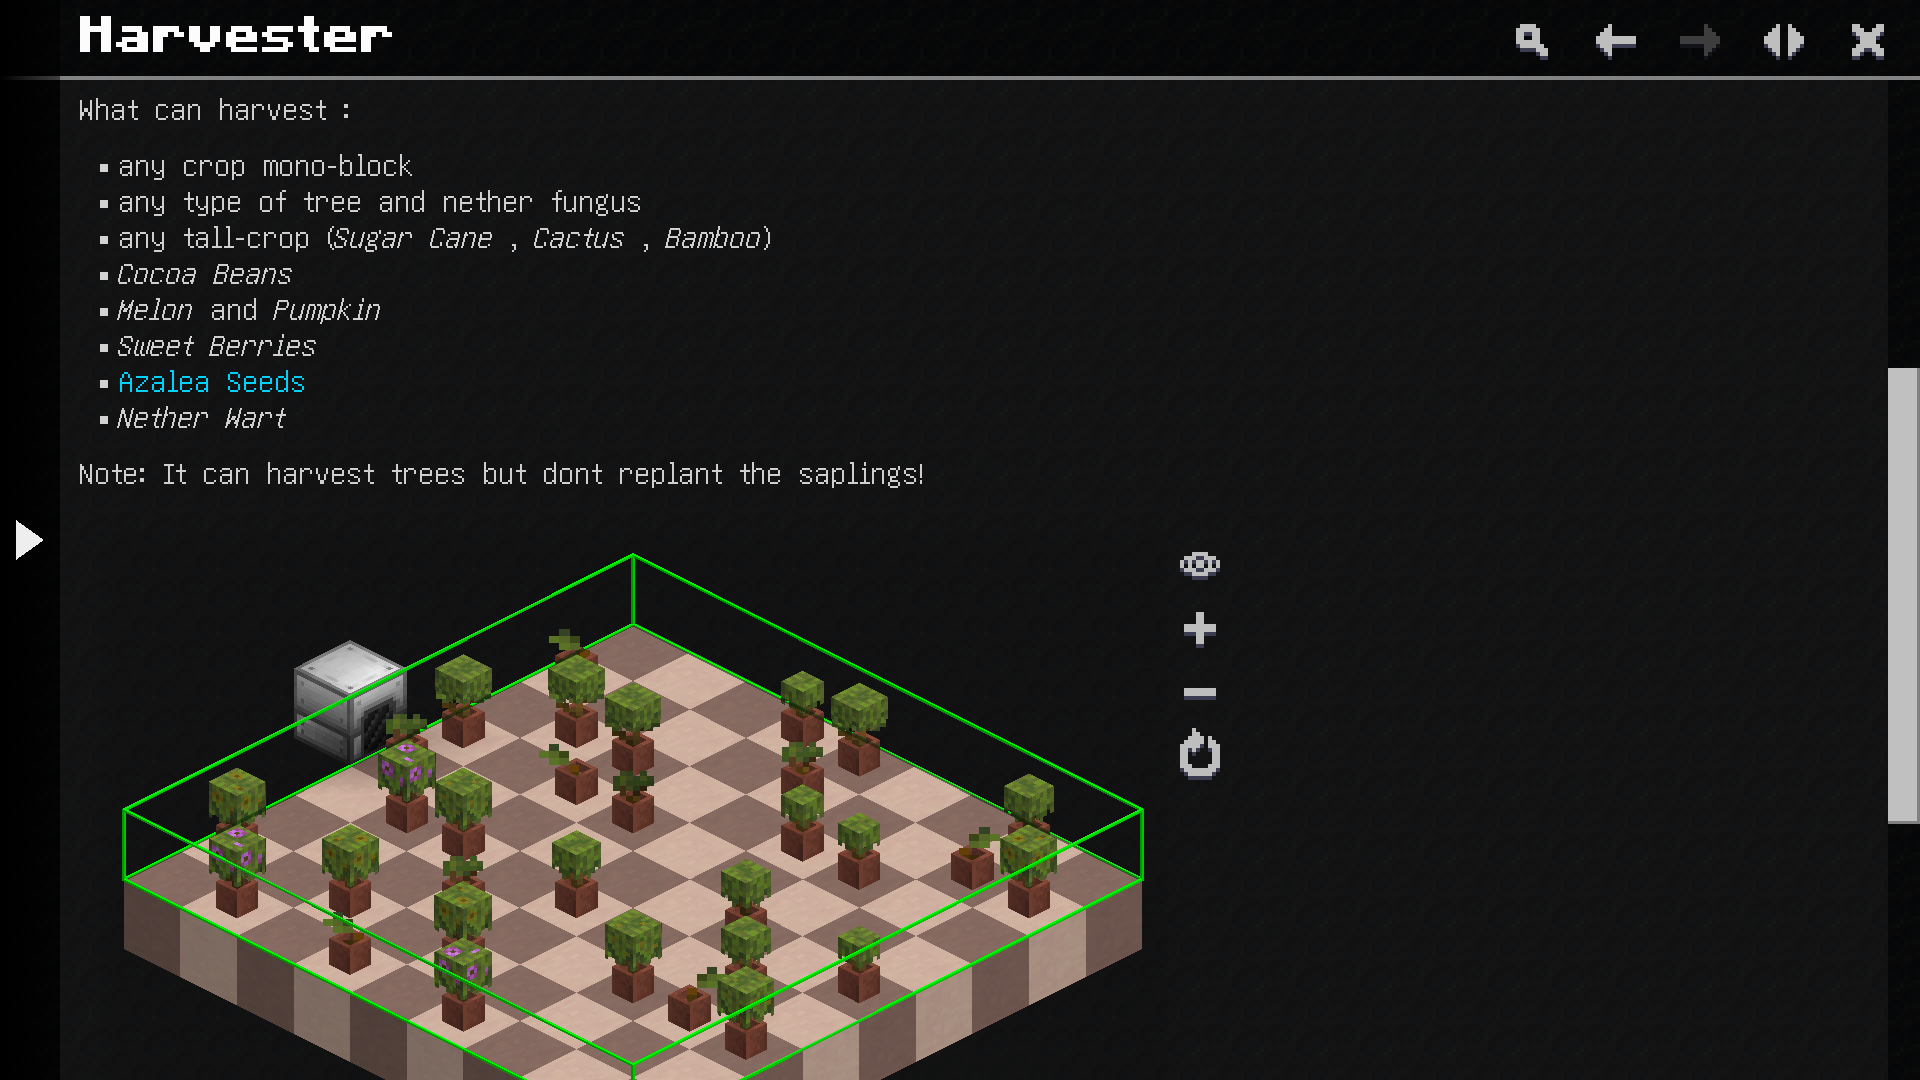 Harvester
What can harvest :
any crop mono-block
any type of tree and nether fungus
any tall-crop (Sugar Cane , Cactus , Bamboo)
Cocoa Beans
Melon and Pumpkin
Sweet Berries
Azalea Seeds
Nether Wart
Note: It can harvest trees but dont replant the saplings!